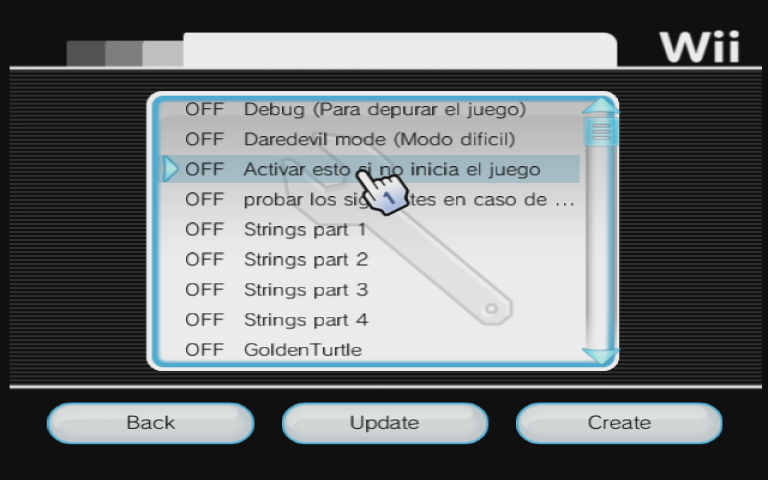 Wii
OFF Debug (Para depurar el juego)
OFF Daredevil mode (Modo dificil)
OFF Activar esto si no inicia el juego
OFF probar los sig tes en caso de ...
1
OFF Strings part 1
OFF Strings part 2
OFF Strings part 3
OFF Strings part 4
OFF GoldenTurtle
Back Update Create